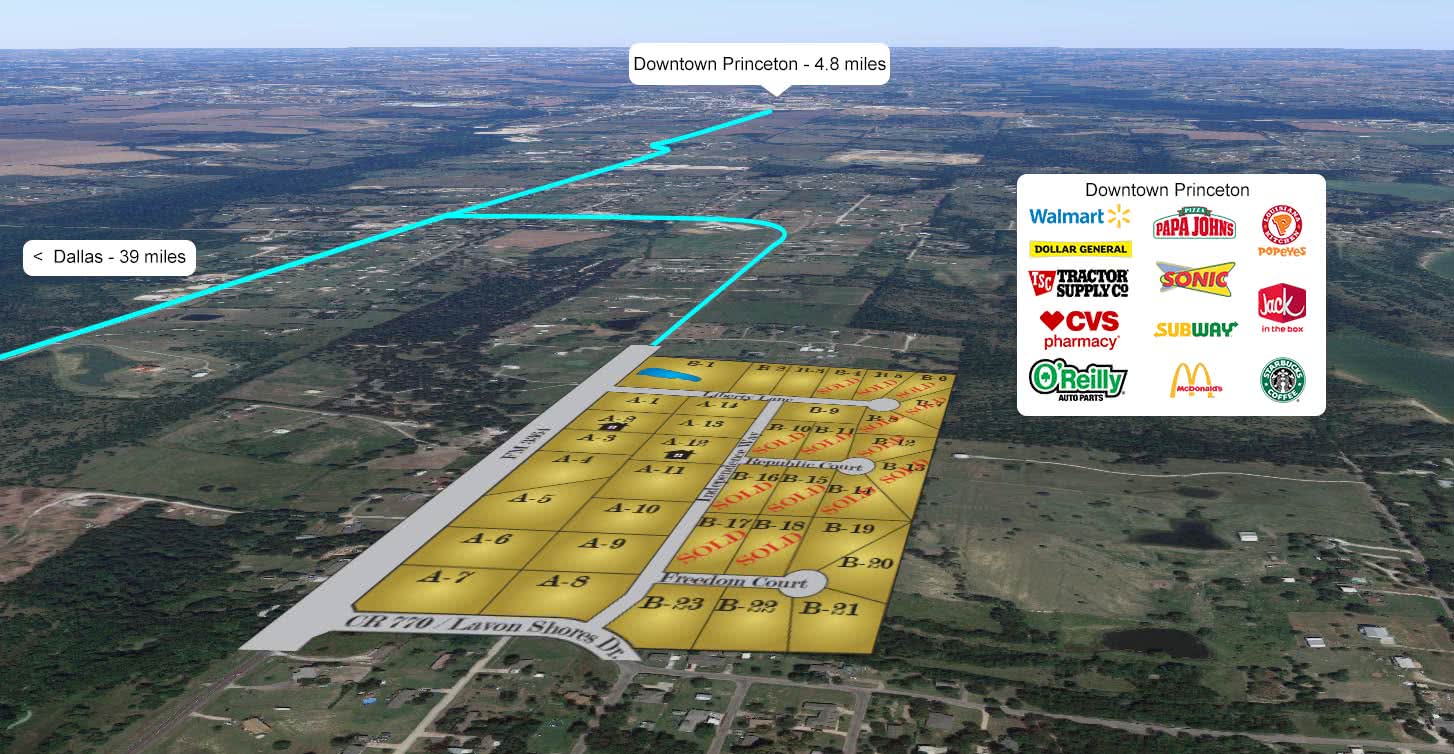 Downtown Princeton - 4.8 miles
< Dallas - 39 miles
Downtown Princeton
Walmart
DOLLAR GENERAL
TSC TRACTOR SUPPLY CO
CVS
pharmacy
O'Reilly
AUTO PARTS
PIZZA
PAPA JOHNS
SONIC
SUBWAY
McDonald's
LOUISIANA KITCHEN
POPEYES
Jack
in the box
STARBUCKS COFFEE
B-1
B-2
B-3
B-4
SOLD
B-5
SOLD
B-6
SOLD
Liberty Lane
SOLD
A-1
A-14
B-9
SOLD
A-2
A-13
B-10
SOLD
B-11
SOLD
B-12
A-3
A-12
Independence Way
Republic Court
B-13
SOLD
FM 3364
A-4
A-11
B-16
SOLD
B-15
SOLD
B-14
SOLD
A-5
A-10
B-17
SOLD
B-18
SOLD
B-19
A-6
A-9
B-20
A-7
A-8
Freedom Court
B-23
B-22
B-21
CR 770 / Lavon Shores Dr.